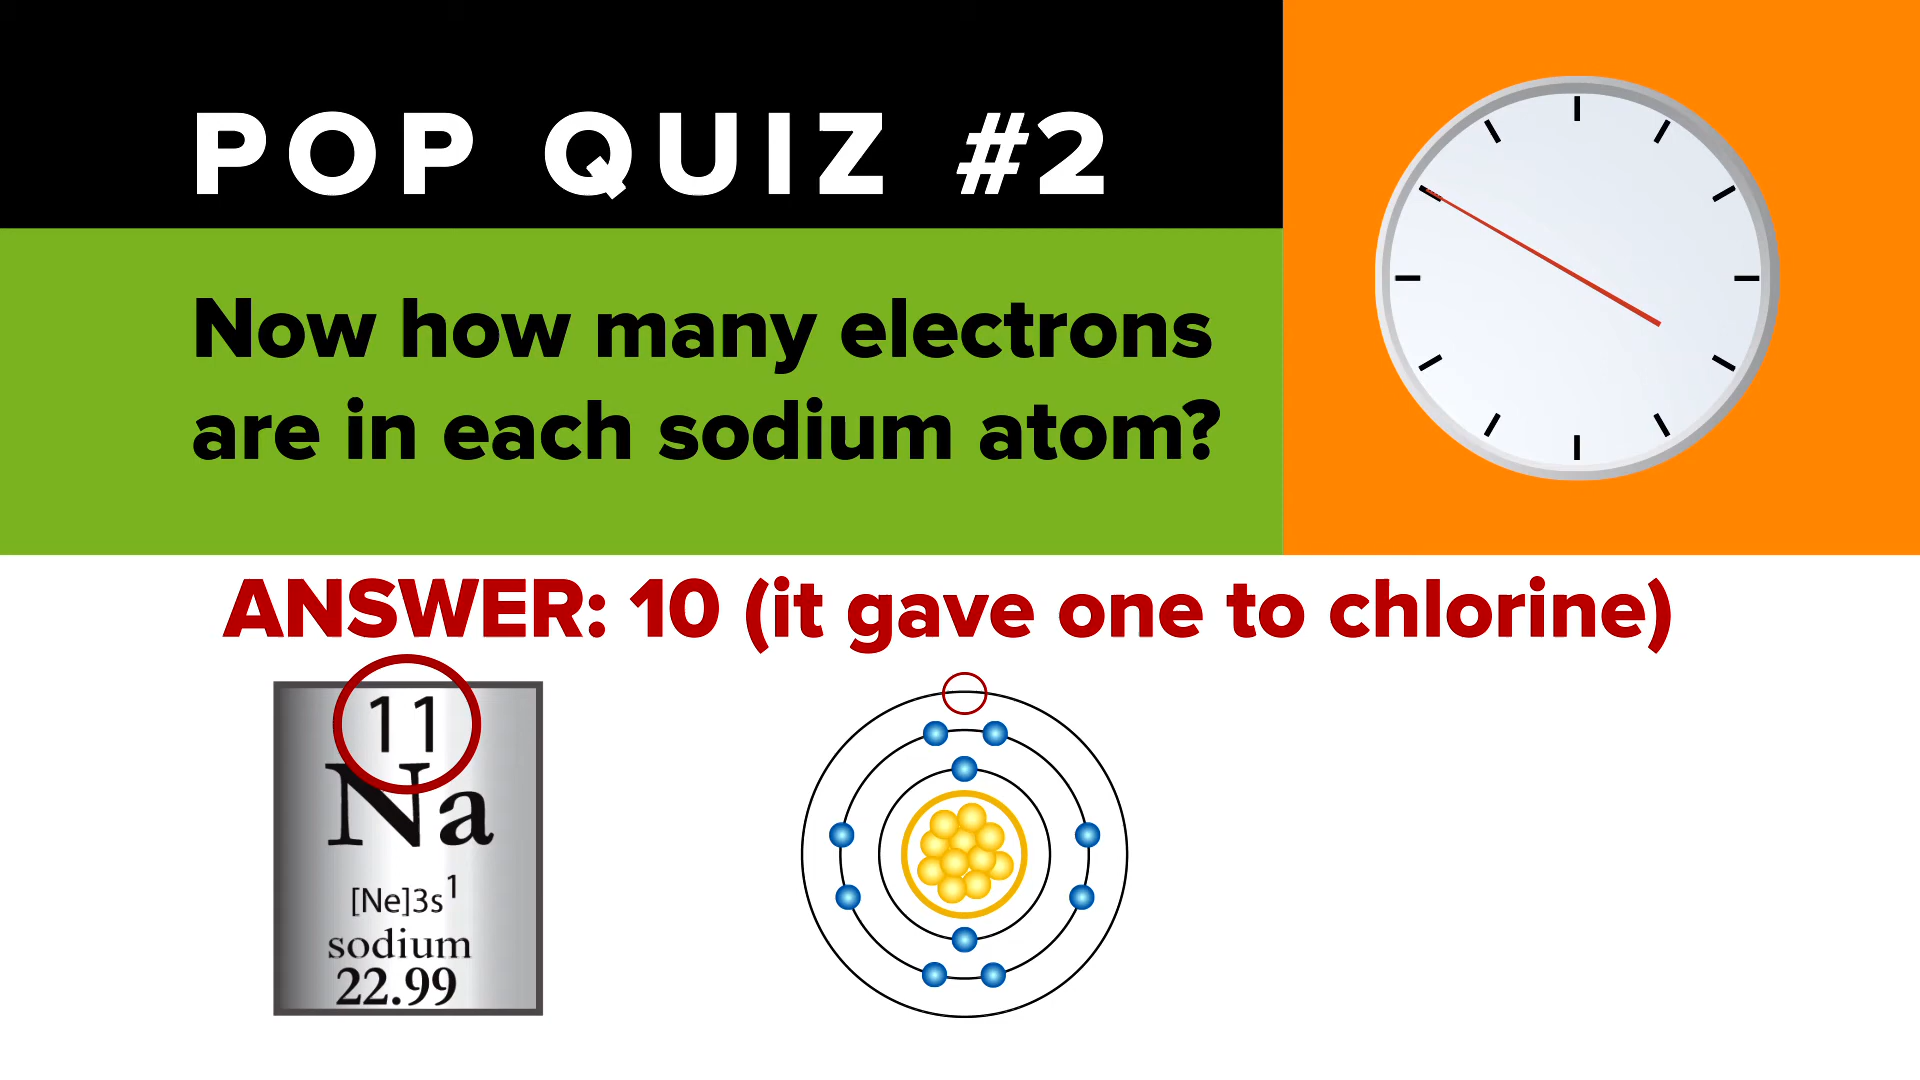 POP QUIZ #2
Now how many electrons
are in each sodium atom?
ANSWER: 10 (it gave one to chlorine)
11
Na
[Ne]3s¹
sodium
22.99